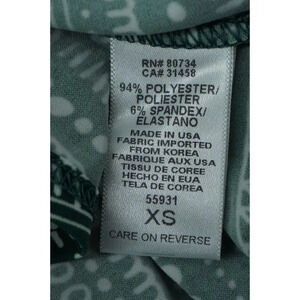 RN# 80734
CA# 31458
94% POLYESTER/
POLIESTER
6% SPANDEX/
ELASTANO
MADE IN USA
FABRIC IMPORTED
FROM KOREA
FABRIQUE AUX USA
TISSU DE COREE
HECHO EN EUA
TELA DE COREA
55931
XS
CARE ON REVERSE